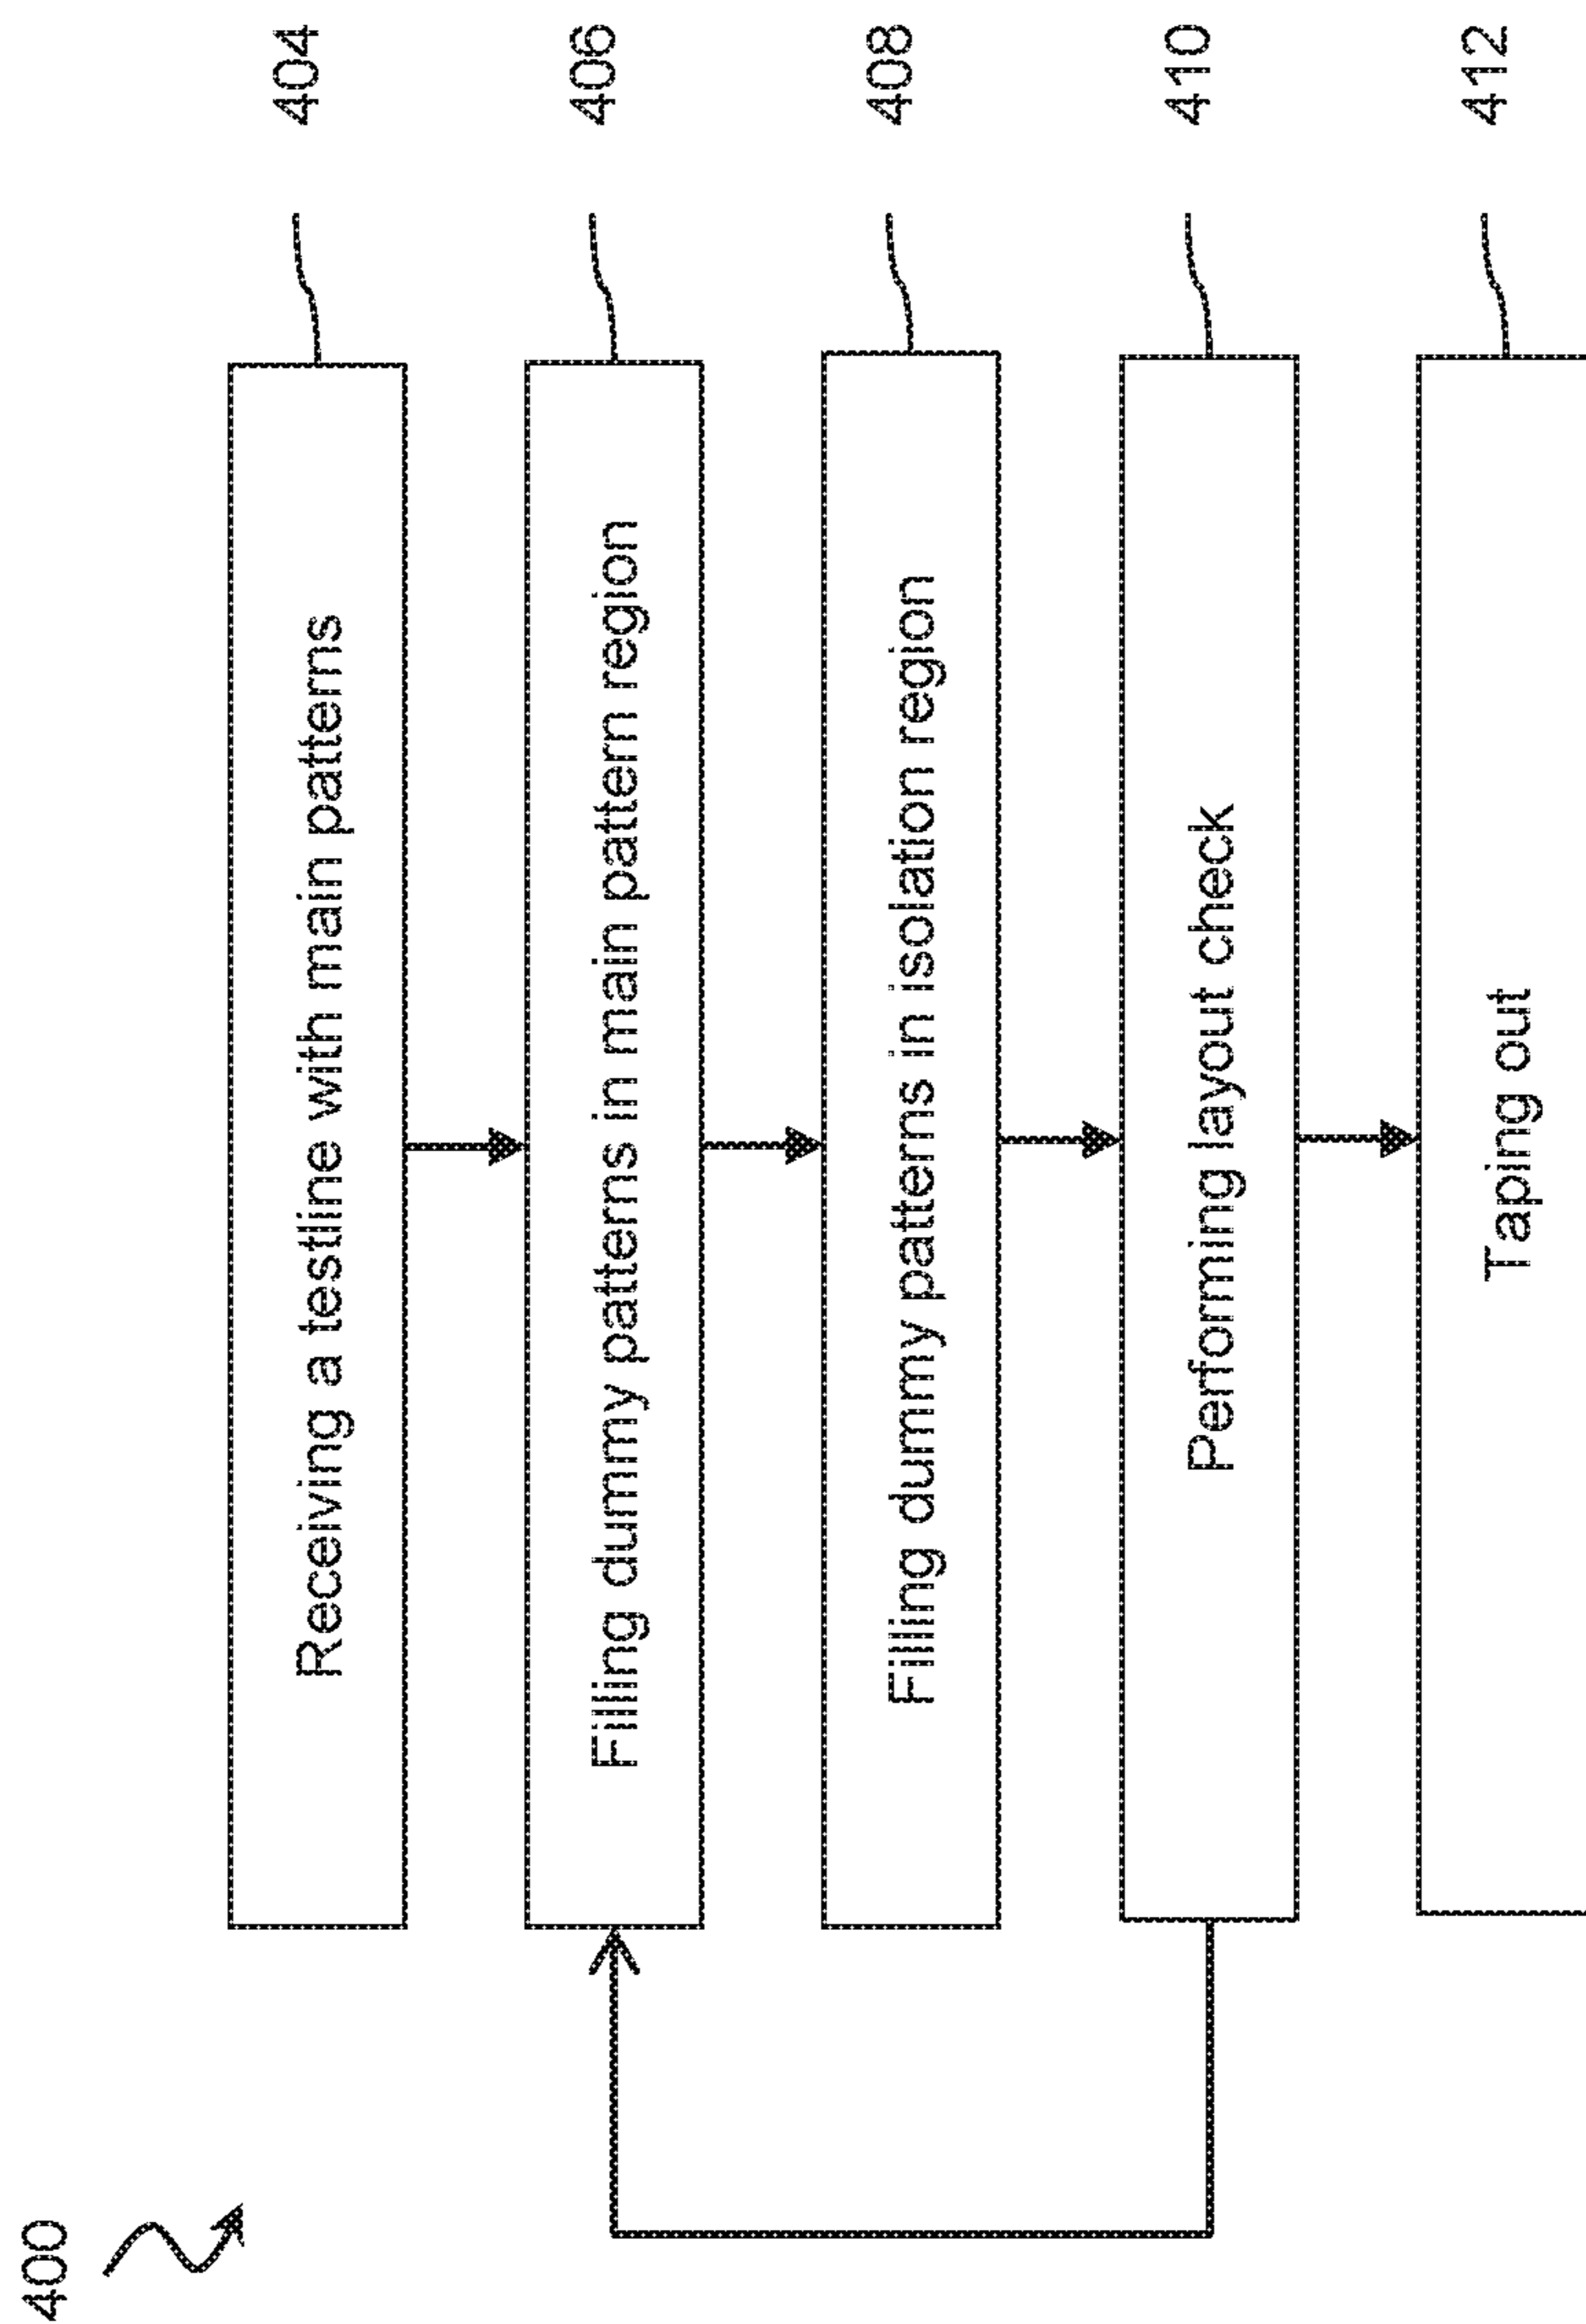 400
Receiving a testline with main patterns
404
Filling dummy patterns in main pattern region
406
Filling dummy patterns in isolation region
408
Performing layout check
410
Taping out
412